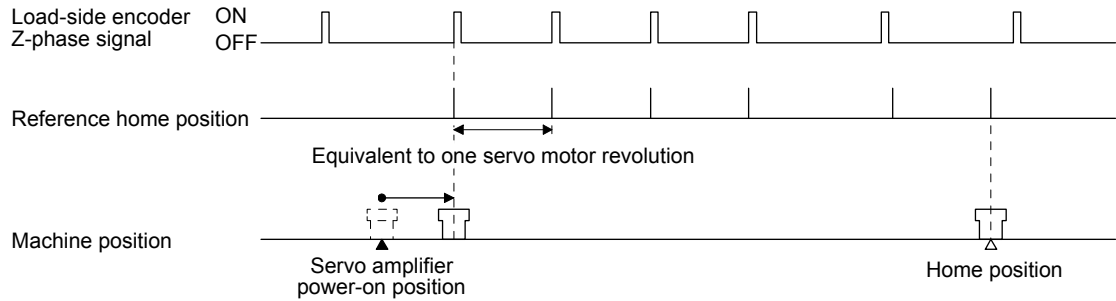 Load-side encoder ON
Z-phase signal OFF
Reference home position
Equivalent to one servo motor revolution
Machine position
Servo amplifier
power-on position
Home position